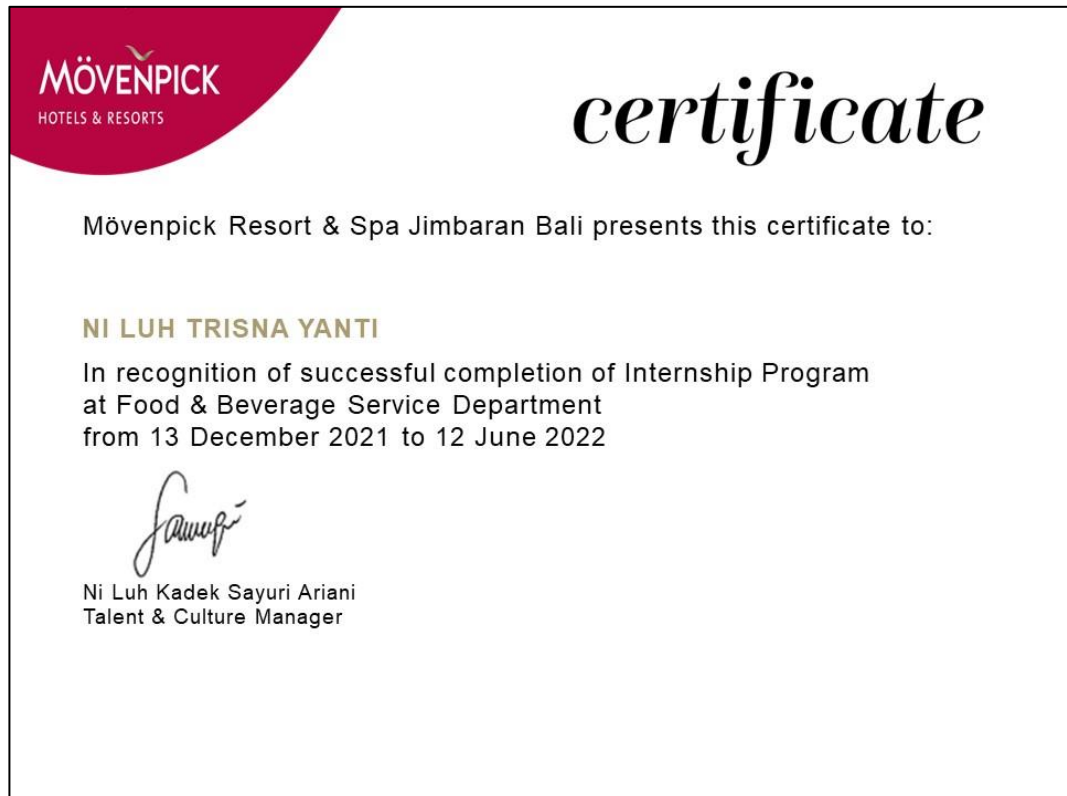 MÖVENPICK
HOTELS & RESORTS
certificate
Mövenpick Resort & Spa Jimbaran Bali presents this certificate to:
NI LUH TRISNA YANTI
In recognition of successful completion of Internship Program
at Food & Beverage Service Department
from 13 December 2021 to 12 June 2022
Ni Luh Kadek Sayuri Ariani
Talent & Culture Manager